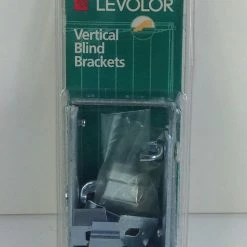 LEVOLOR
Vertical
Blind
Brackets